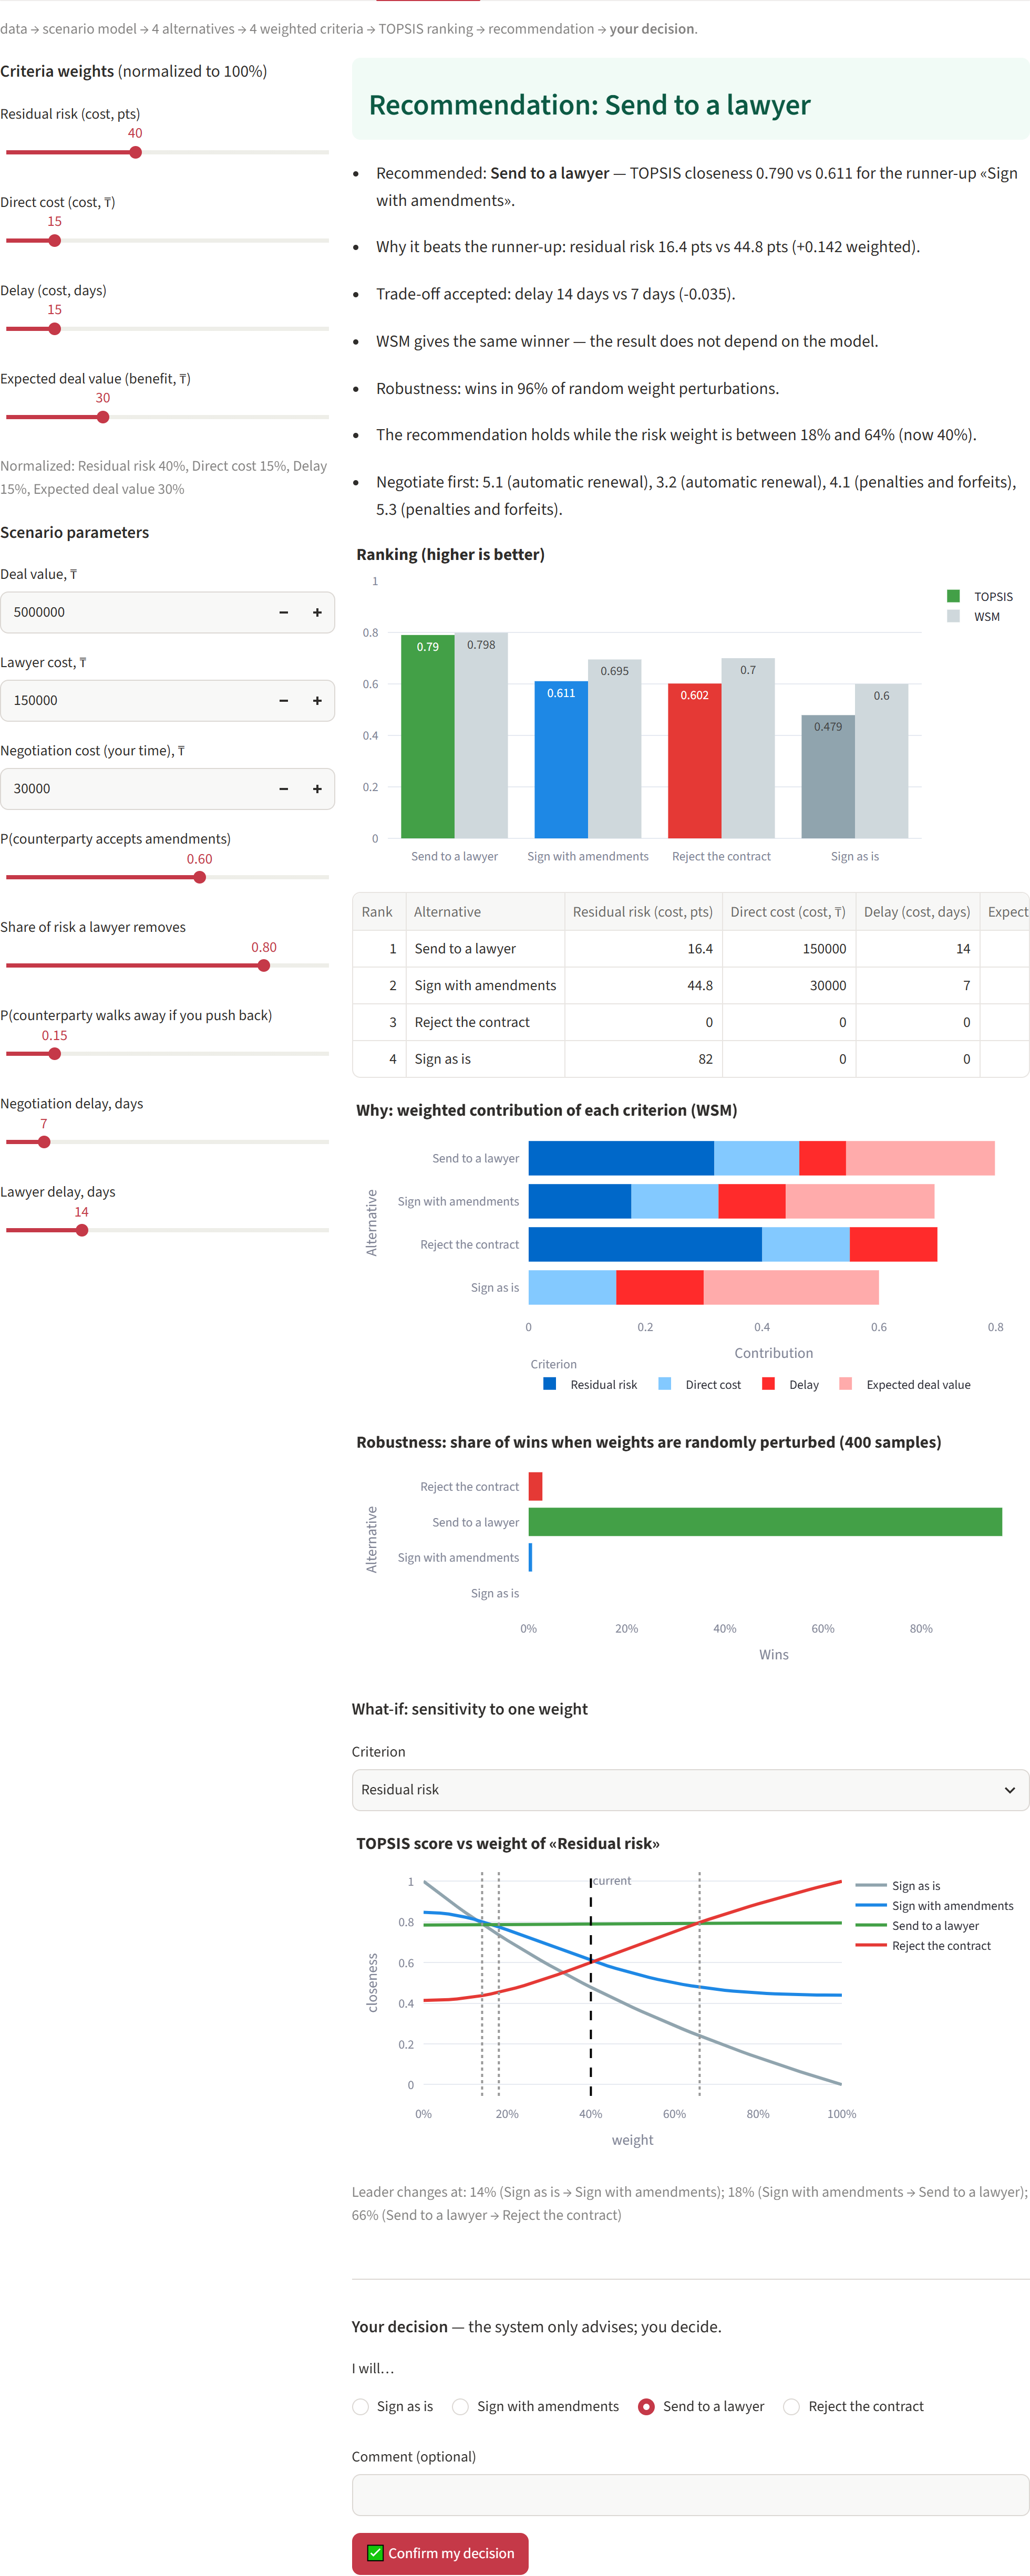 data → scenario model → 4 alternatives → 4 weighted criteria → TOPSIS ranking → recommendation → your decision.
Criteria weights (normalized to 100%)
Residual risk (cost, pts)
40
Direct cost (cost, ₸)
15
Delay (cost, days)
15
Expected deal value (benefit, ₸)
30
Normalized: Residual risk 40%, Direct cost 15%, Delay
15%, Expected deal value 30%
Scenario parameters
Deal value, ₸
5000000
Lawyer cost, ₸
150000
Negotiation cost (your time), ₸
30000
P(counterparty accepts amendments)
0.60
Share of risk a lawyer removes
0.80
P(counterparty walks away if you push back)
0.15
Negotiation delay, days
7
Lawyer delay, days
14
Recommendation: Send to a lawyer
• Recommended: Send to a lawyer — TOPSIS closeness 0.790 vs 0.611 for the runner-up «Sign
with amendments».
• Why it beats the runner-up: residual risk 16.4 pts vs 44.8 pts (+0.142 weighted).
• Trade-off accepted: delay 14 days vs 7 days (-0.035).
• WSM gives the same winner — the result does not depend on the model.
• Robustness: wins in 96% of random weight perturbations.
• The recommendation holds while the risk weight is between 18% and 64% (now 40%).
• Negotiate first: 5.1 (automatic renewal), 3.2 (automatic renewal), 4.1 (penalties and forfeits),
5.3 (penalties and forfeits).
Ranking (higher is better)
1
0.8
0.6
0.4
0.2
0
0.79 0.798 0.611 0.695 0.602 0.7 0.479 0.6
Send to a lawyer Sign with amendments Reject the contract Sign as is
TOPSIS
WSM
Rank Alternative Residual risk (cost, pts) Direct cost (cost, ₸) Delay (cost, days) Expect
1 Send to a lawyer 16.4 150000 14
2 Sign with amendments 44.8 30000 7
3 Reject the contract 0 0 0
4 Sign as is 82 0 0
Why: weighted contribution of each criterion (WSM)
Alternative
Send to a lawyer
Sign with amendments
Reject the contract
Sign as is
0 0.2 0.4 0.6 0.8
Contribution
Criterion
Residual risk Direct cost Delay Expected deal value
Robustness: share of wins when weights are randomly perturbed (400 samples)
Alternative
Reject the contract
Send to a lawyer
Sign with amendments
Sign as is
0% 20% 40% 60% 80%
Wins
What-if: sensitivity to one weight
Criterion
Residual risk
TOPSIS score vs weight of «Residual risk»
closeness
1
0.8
0.6
0.4
0.2
0
current
0% 20% 40% 60% 80% 100%
weight
Sign as is
Sign with amendments
Send to a lawyer
Reject the contract
Leader changes at: 14% (Sign as is → Sign with amendments); 18% (Sign with amendments → Send to a lawyer);
66% (Send to a lawyer → Reject the contract)
Your decision — the system only advises; you decide.
I will…
Sign as is Sign with amendments Send to a lawyer Reject the contract
Comment (optional)
✅ Confirm my decision